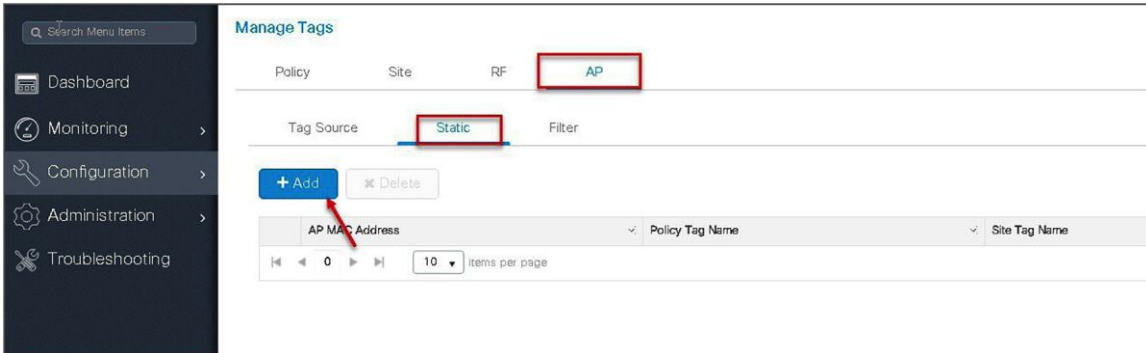 Search Menu Items
Dashboard
Monitoring
Configuration
Administration
Troubleshooting
Manage Tags
Policy Site RF AP
Tag Source Static Filter
+ Add ✖ Delete
AP MAC Address Policy Tag Name Site Tag Name
0 10 items per page